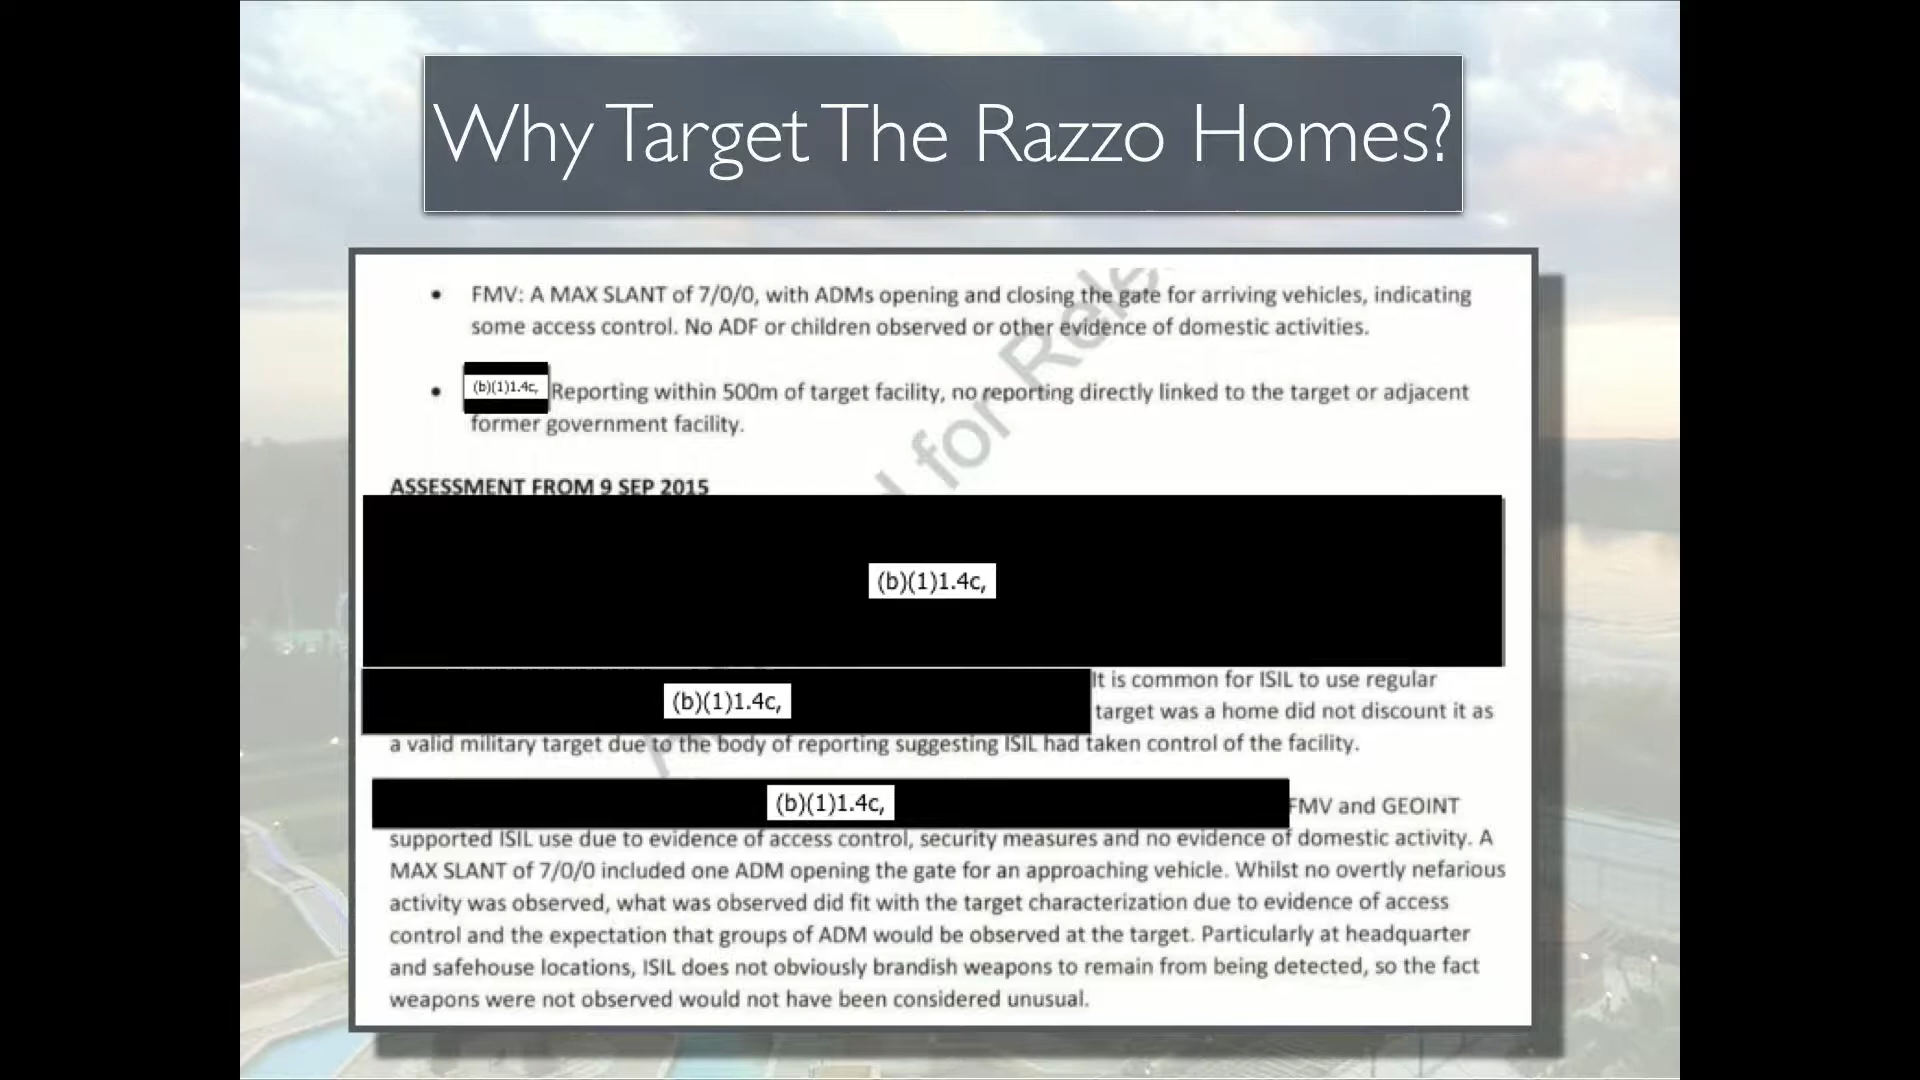 Why Target The Razzo Homes?
• FMV: A MAX SLANT of 7/0/0, with ADMs opening and closing the gate for arriving vehicles, indicating
some access control. No ADF or children observed or other evidence of domestic activities.
• (b)(1)1.4c, Reporting within 500m of target facility, no reporting directly linked to the target or adjacent
former government facility.
for Rele
ASSESSMENT FROM 9 SEP 2015
(b)(1)1.4c,
(b)(1)1.4c, It is common for ISIL to use regular
target was a home did not discount it as
a valid military target due to the body of reporting suggesting ISIL had taken control of the facility.
(b)(1)1.4c, FMV and GEOINT
supported ISIL use due to evidence of access control, security measures and no evidence of domestic activity. A
MAX SLANT of 7/0/0 included one ADM opening the gate for an approaching vehicle. Whilst no overtly nefarious
activity was observed, what was observed did fit with the target characterization due to evidence of access
control and the expectation that groups of ADM would be observed at the target. Particularly at headquarter
and safehouse locations, ISIL does not obviously brandish weapons to remain from being detected, so the fact
weapons were not observed would not have been considered unusual.